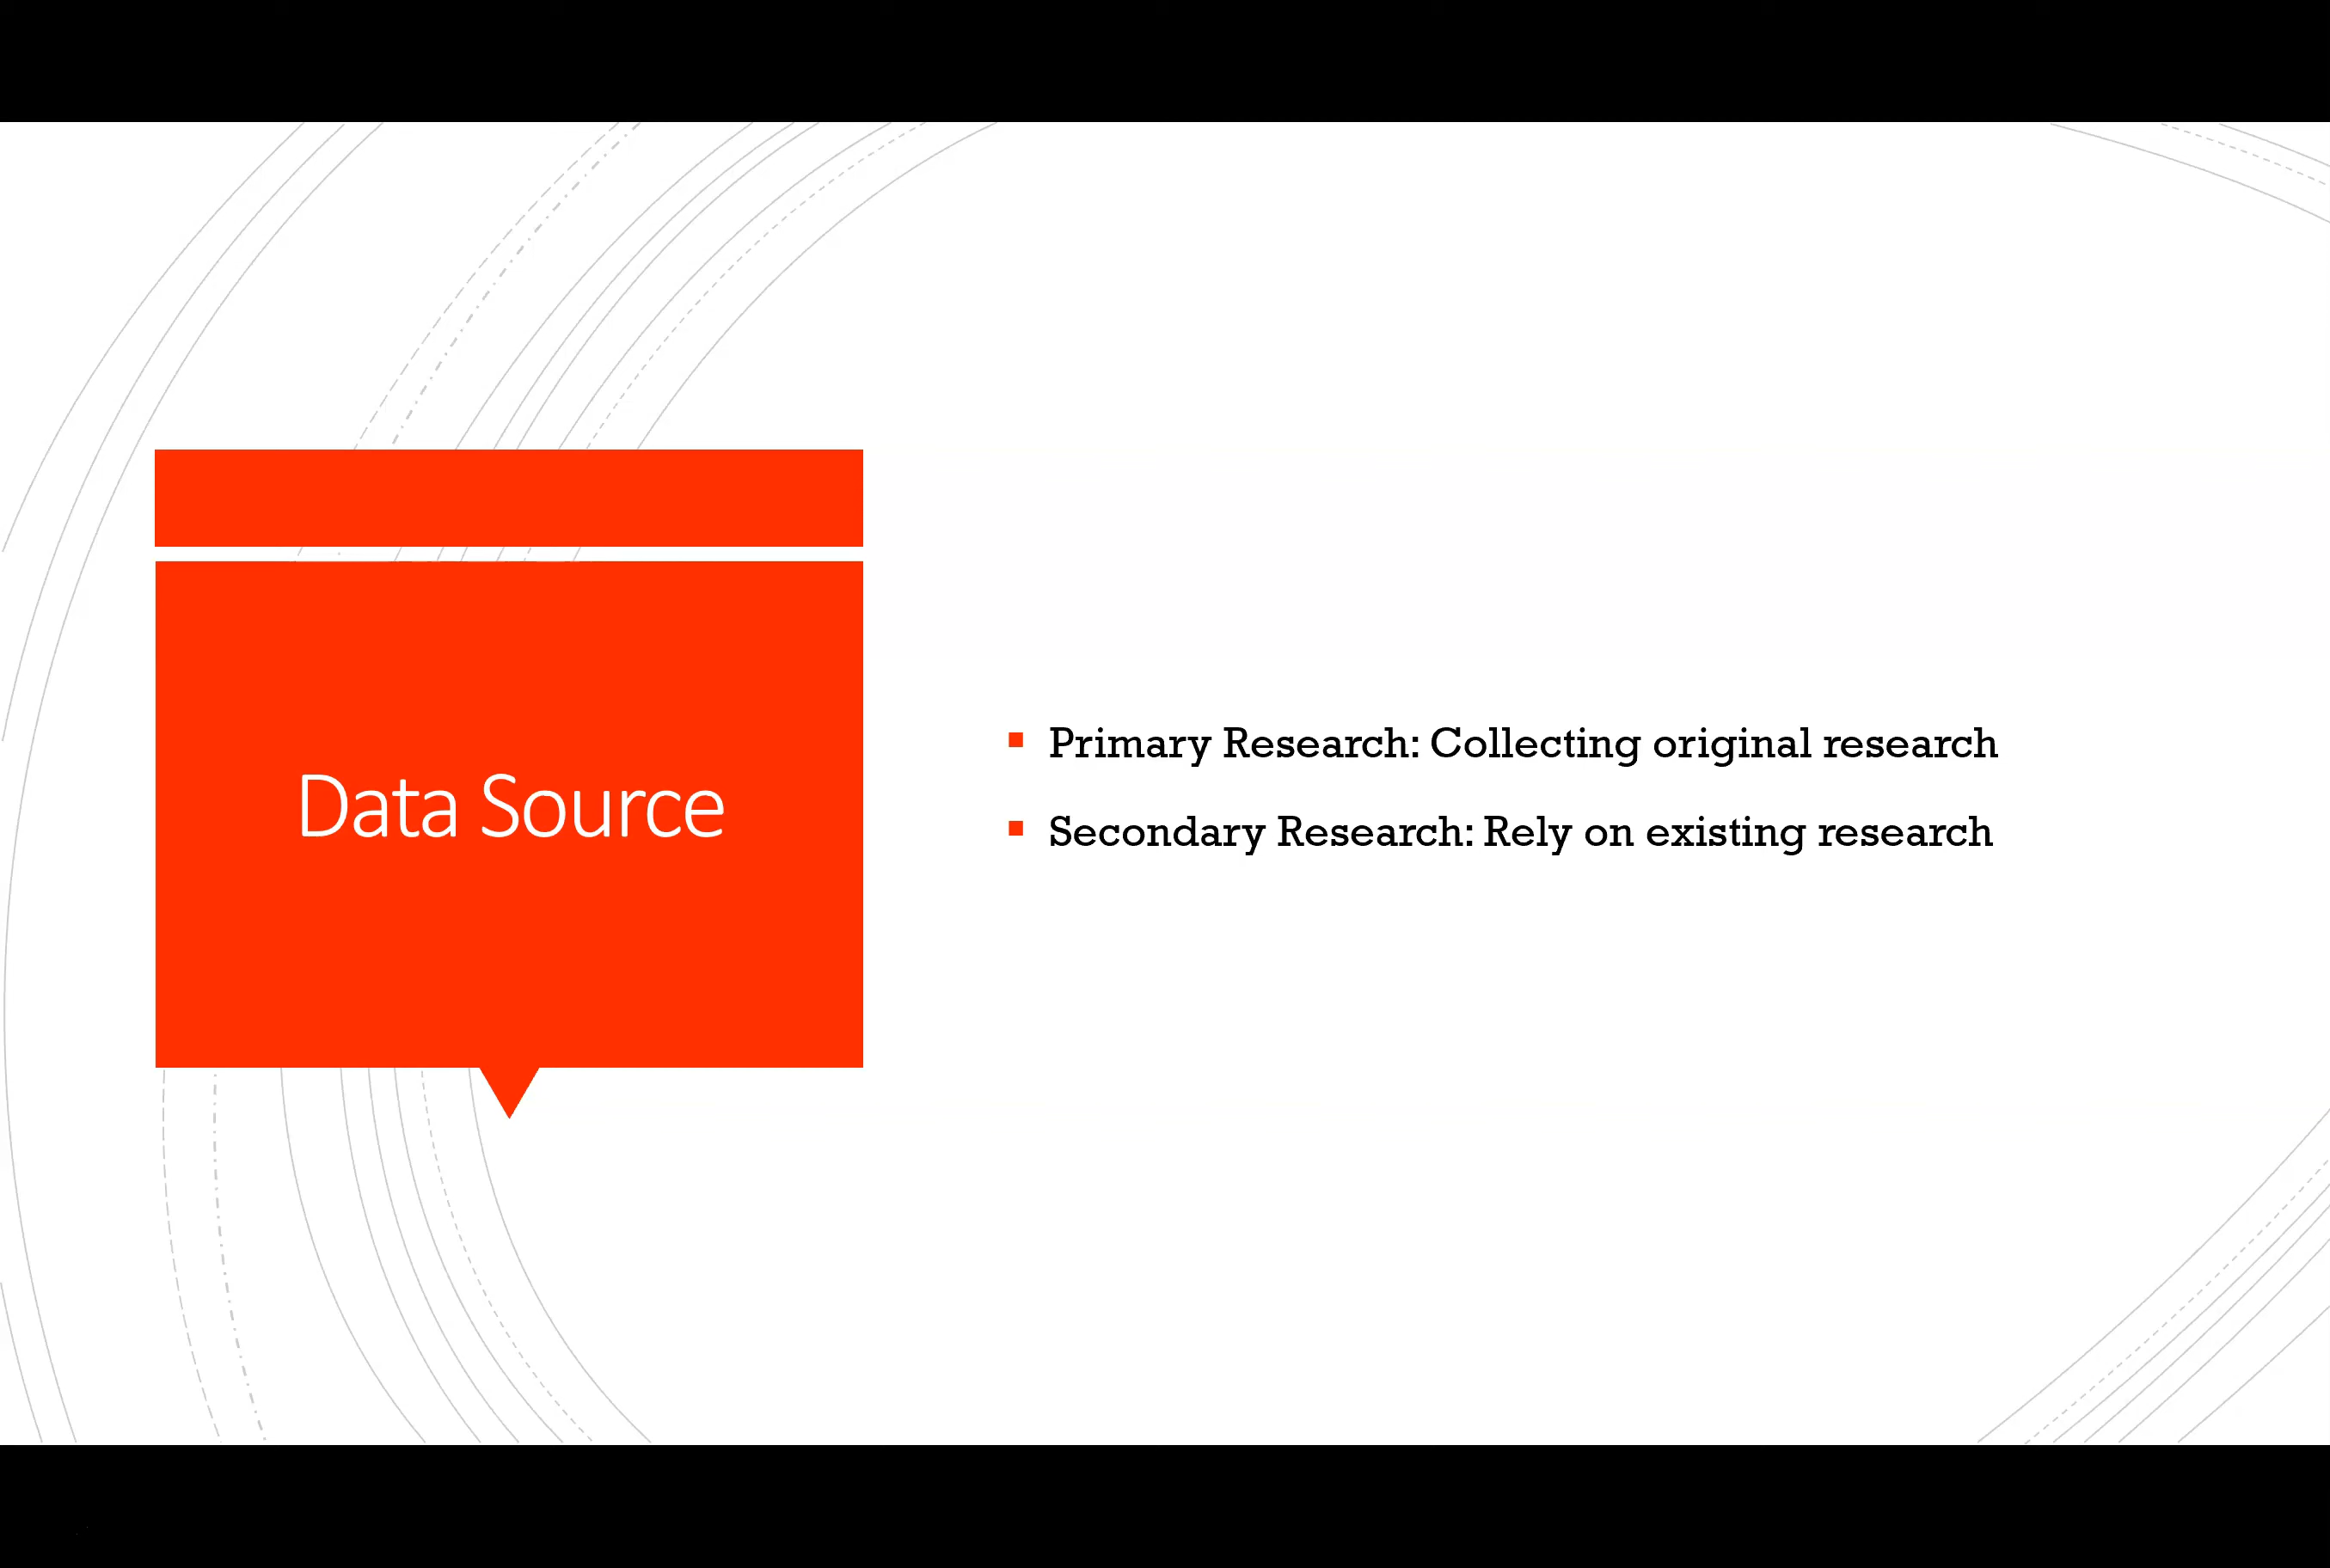 Data Source
Primary Research: Collecting original research
Secondary Research: Rely on existing research